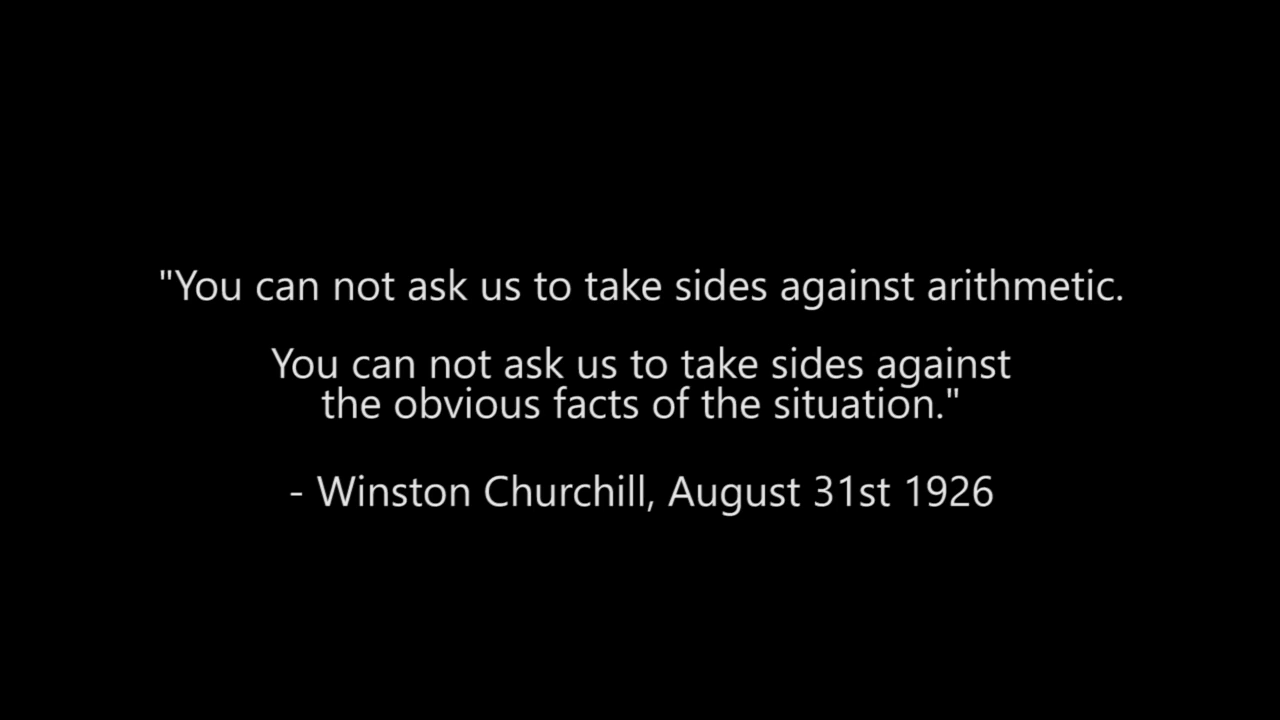 "You can not ask us to take sides against arithmetic.
You can not ask us to take sides against
the obvious facts of the situation."
- Winston Churchill, August 31st 1926